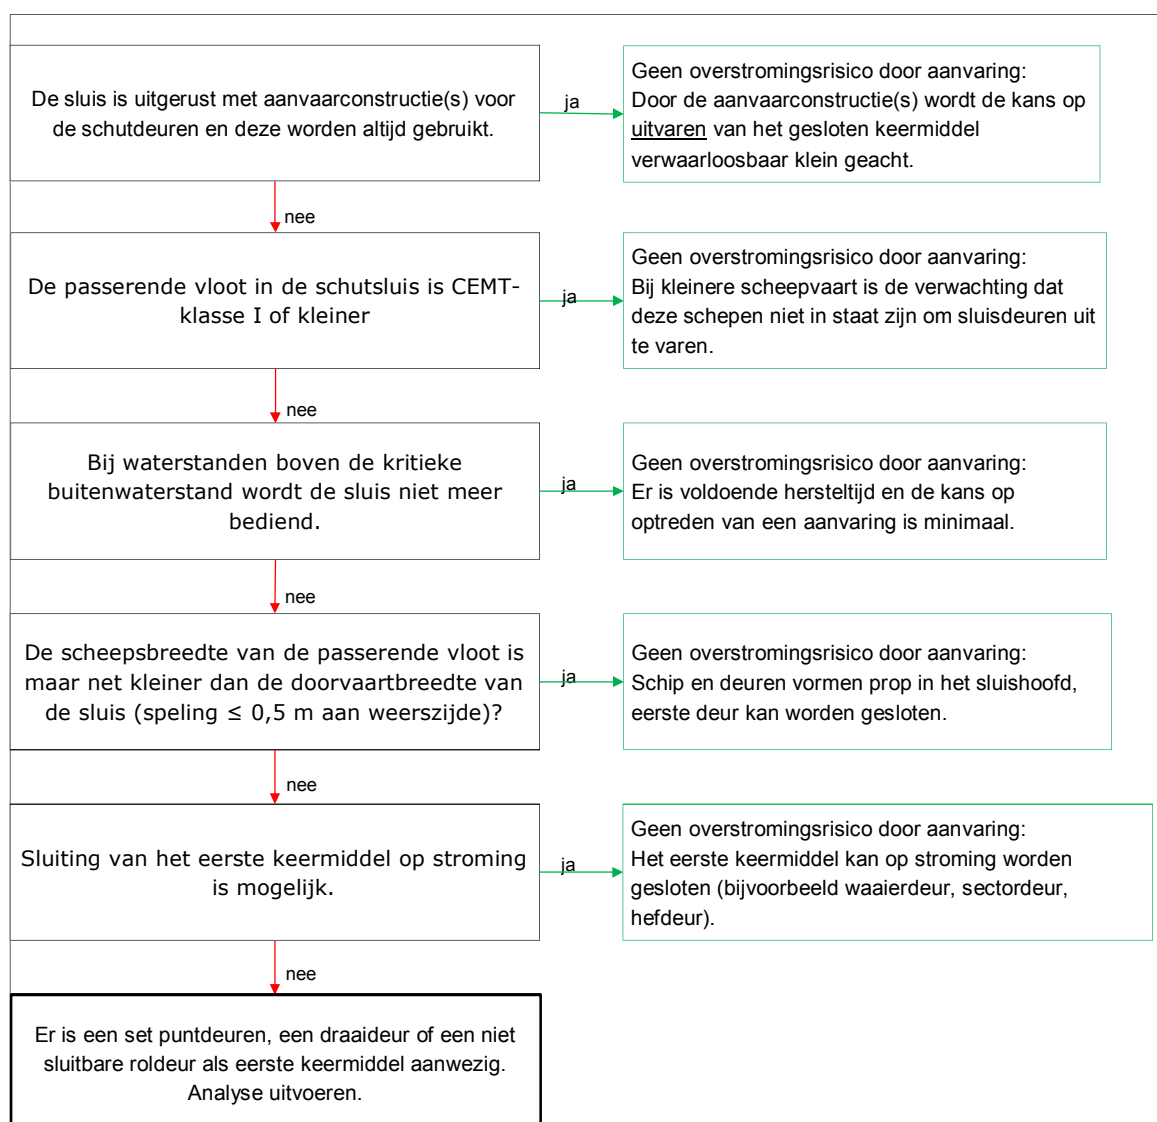 De sluis is uitgerust met aanvaarconstructie(s) voor
de schutdeuren en deze worden altijd gebruikt.
ja
Geen overstromingsrisico door aanvaring:
Door de aanvaarconstructie(s) wordt de kans op
uitvaren van het gesloten keermiddel
verwaarloosbaar klein geacht.
nee
De passerende vloot in de schutsluis is CEMT-
klasse I of kleiner
ja
Geen overstromingsrisico door aanvaring:
Bij kleinere scheepvaart is de verwachting dat
deze schepen niet in staat zijn om sluisdeuren uit
te varen.
nee
Bij waterstanden boven de kritieke
buitenwaterstand wordt de sluis niet meer
bediend.
ja
Geen overstromingsrisico door aanvaring:
Er is voldoende hersteltijd en de kans op
optreden van een aanvaring is minimaal.
nee
De scheepsbreedte van de passerende vloot is
maar net kleiner dan de doorvaartbreedte van
de sluis (speling ≤ 0,5 m aan weerszijde)?
ja
Geen overstromingsrisico door aanvaring:
Schip en deuren vormen prop in het sluishoofd,
eerste deur kan worden gesloten.
nee
Sluiting van het eerste keermiddel op stroming
is mogelijk.
ja
Geen overstromingsrisico door aanvaring:
Het eerste keermiddel kan op stroming worden
gesloten (bijvoorbeeld waaierdeur, sectordeur,
hefdeur).
nee
Er is een set puntdeuren, een draaideur of een niet
sluitbare roldeur als eerste keermiddel aanwezig.
Analyse uitvoeren.